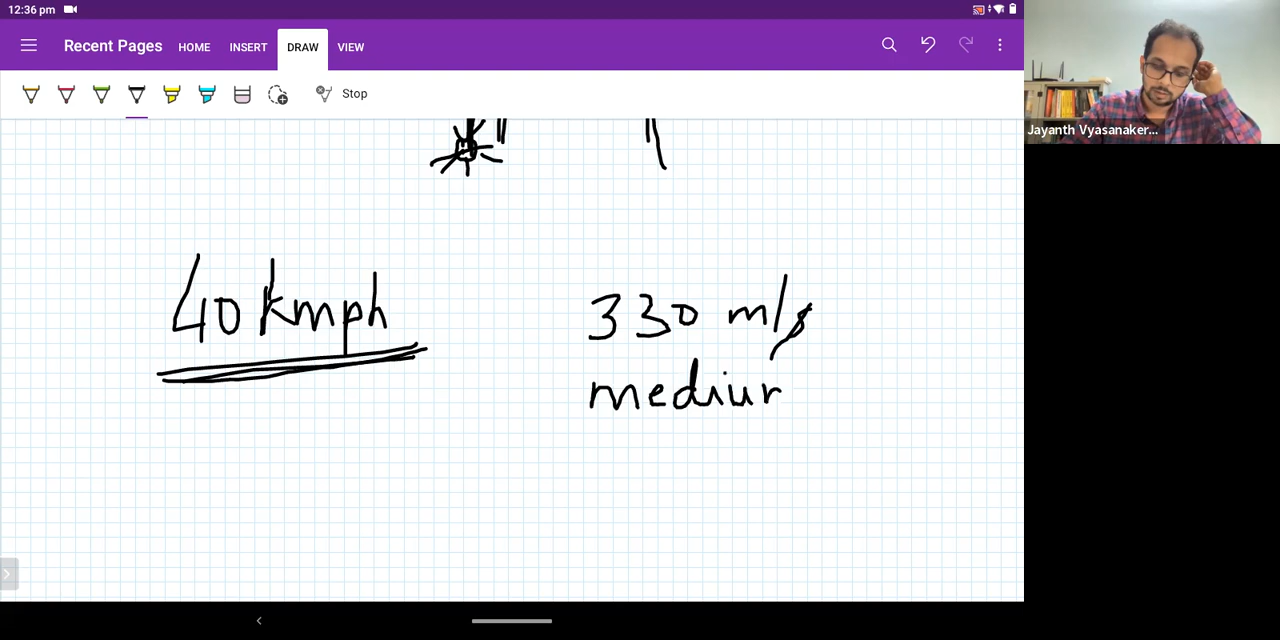 12:36 pm
Recent Pages HOME INSERT DRAW VIEW
Stop
Jayanth Vyasanaker...
40 kmph
330 m/s
mediur